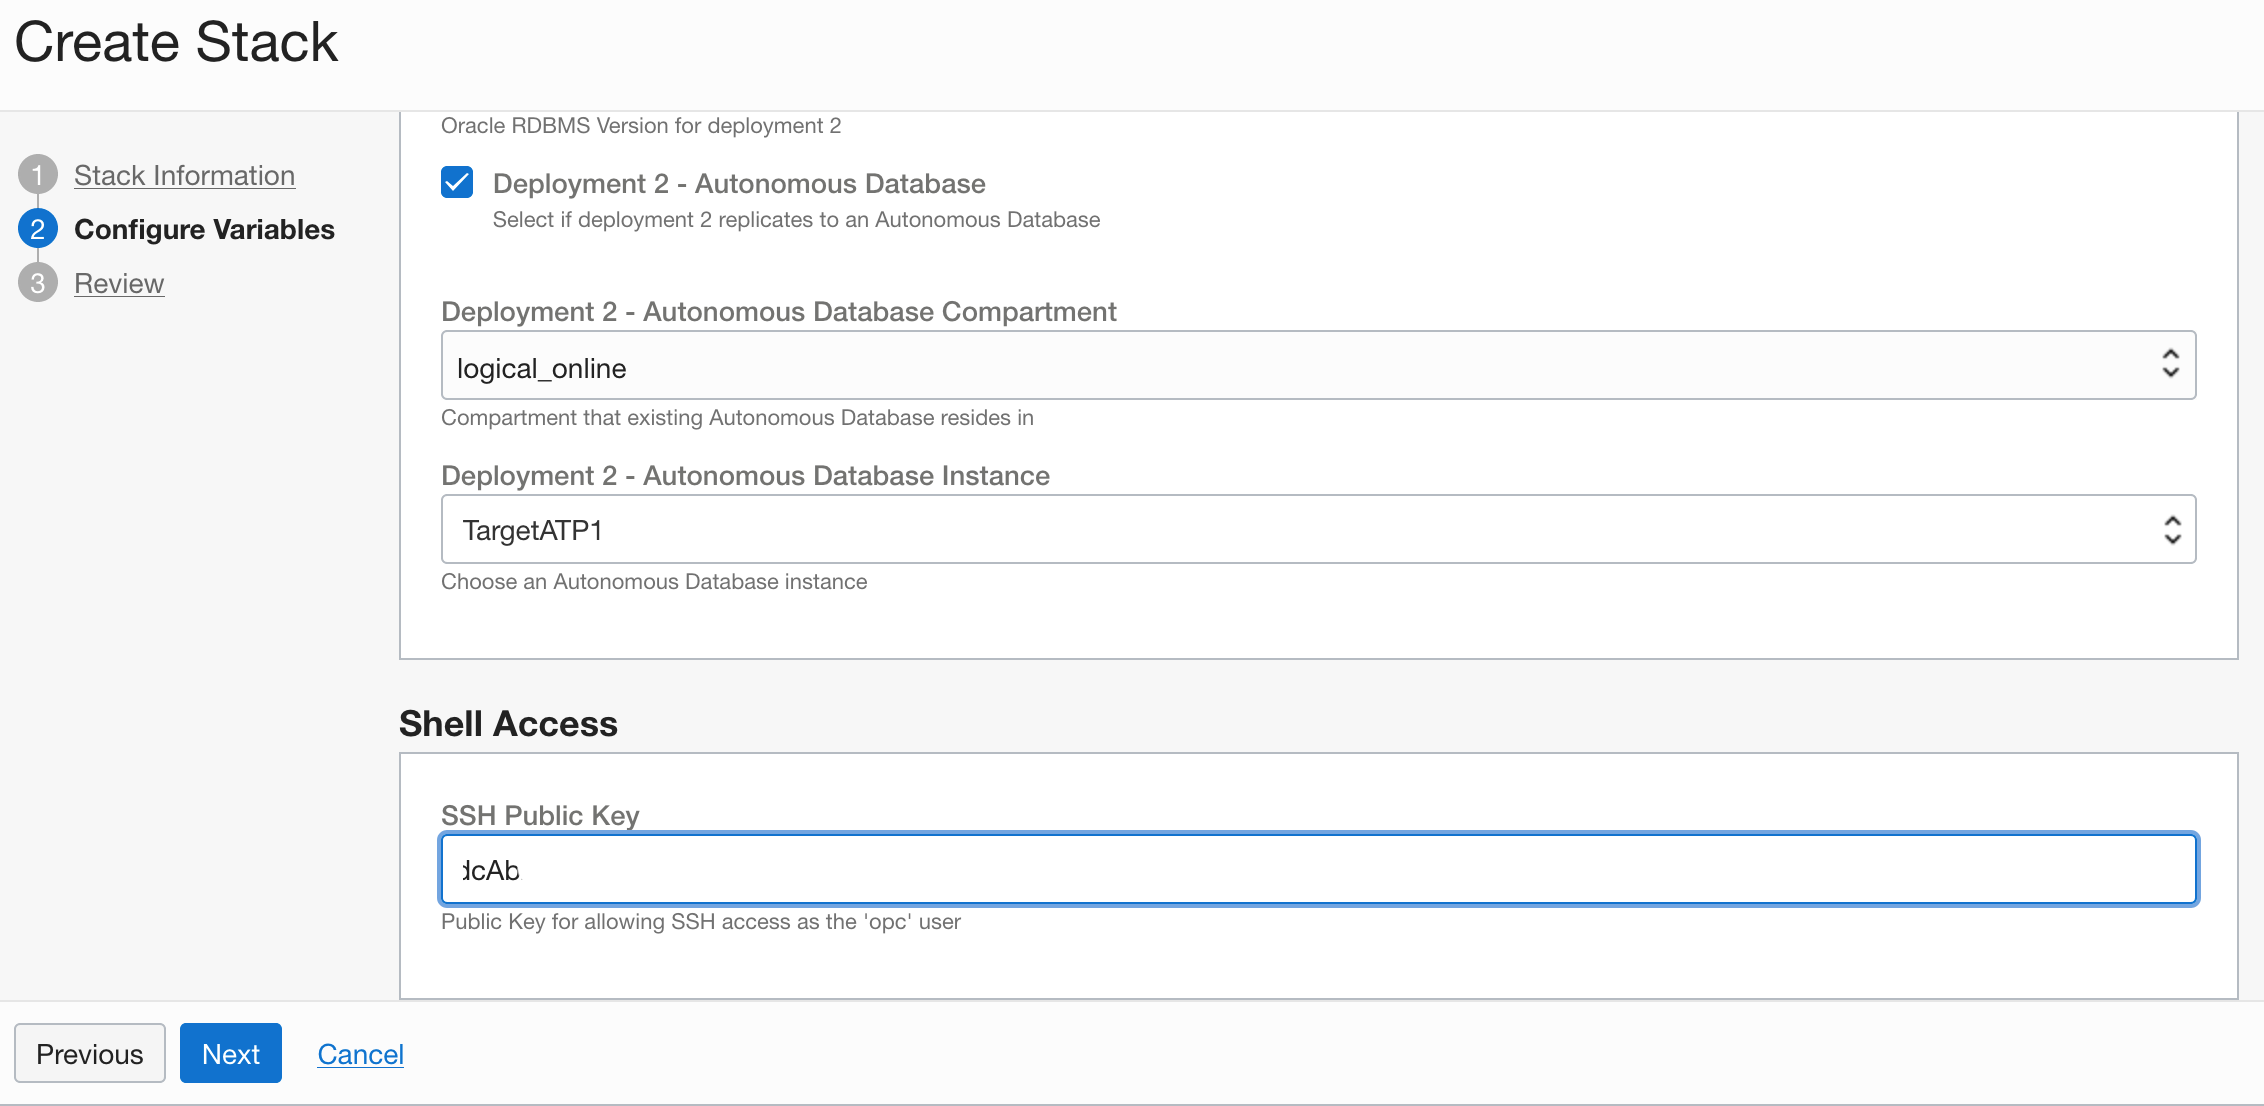 Create Stack
1 Stack Information
2 Configure Variables
3 Review
Oracle RDBMS Version for deployment 2
Deployment 2 - Autonomous Database
Select if deployment 2 replicates to an Autonomous Database
Deployment 2 - Autonomous Database Compartment
logical_online
Compartment that existing Autonomous Database resides in
Deployment 2 - Autonomous Database Instance
TargetATP1
Choose an Autonomous Database instance
Shell Access
SSH Public Key
dcAb
Public Key for allowing SSH access as the 'opc' user
Previous Next Cancel